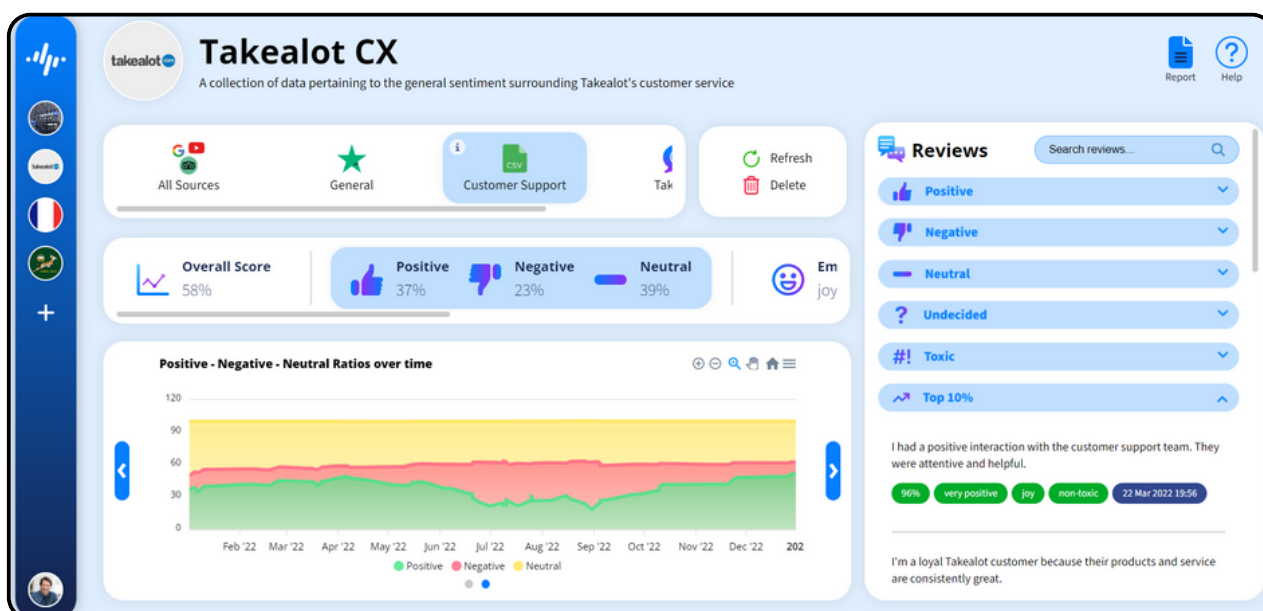 takealot.com
Takealot CX
A collection of data pertaining to the general sentiment surrounding Takealot's customer service
Report
Help
takealot
All Sources
General
i
CSV
Customer Support
Tak
Refresh
Delete
Overall Score
58%
Positive
37%
Negative
23%
Neutral
39%
Em
joy
Positive - Negative - Neutral Ratios over time
120
90
60
30
0
Feb '22
Mar '22
Apr '22
May '22
Jun '22
Jul '22
Aug '22
Sep '22
Oct '22
Nov '22
Dec '22
202
Positive
Negative
Neutral
Reviews
Search reviews...
Positive
Negative
Neutral
? Undecided
#! Toxic
Top 10%
I had a positive interaction with the customer support team. They
were attentive and helpful.
96%
very positive
joy
non-toxic
22 Mar 2022 19:56
I'm a loyal Takealot customer because their products and service
are consistently great.